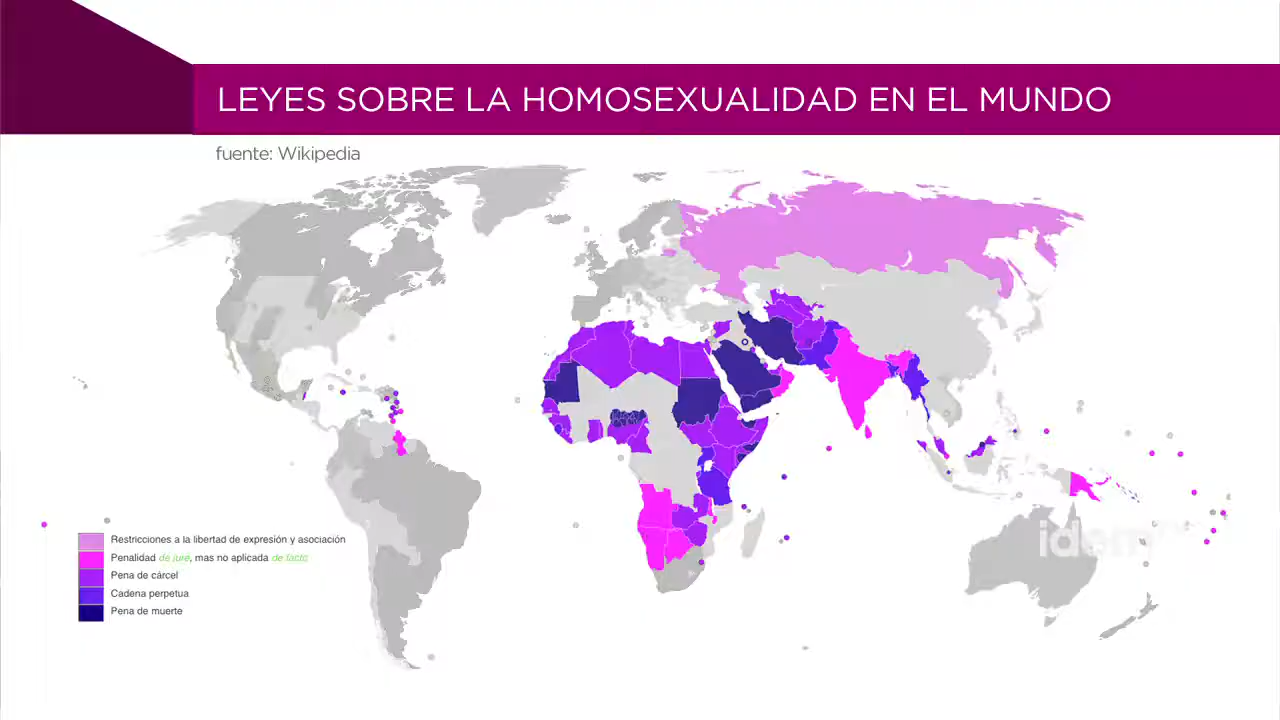 LEYES SOBRE LA HOMOSEXUALIDAD EN EL MUNDO
fuente: Wikipedia
idem
Restricciones a la libertad de expresión y asociación
Penalidad de jure, mas no aplicada de facto
Pena de cárcel
Cadena perpetua
Pena de muerte